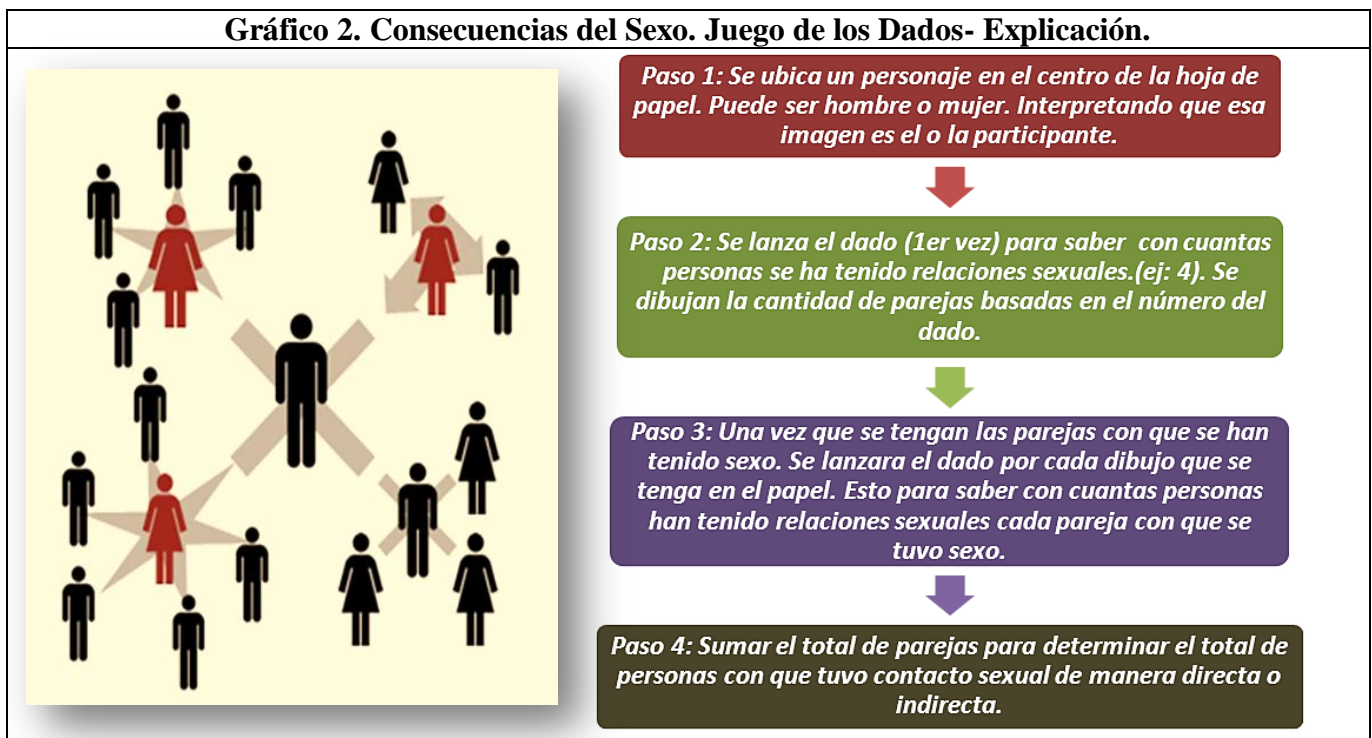 Gráfico 2. Consecuencias del Sexo. Juego de los Dados- Explicación.
Paso 1: Se ubica un personaje en el centro de la hoja de
papel. Puede ser hombre o mujer. Interpretando que esa
imagen es el o la participante.
Paso 2: Se lanza el dado (1er vez) para saber con cuantas
personas se ha tenido relaciones sexuales.(ej: 4). Se
dibujan la cantidad de parejas basadas en el número del
dado.
Paso 3: Una vez que se tengan las parejas con que se han
tenido sexo. Se lanzara el dado por cada dibujo que se
tenga en el papel. Esto para saber con cuantas personas
han tenido relaciones sexuales cada pareja con que se
tuvo sexo.
Paso 4: Sumar el total de parejas para determinar el total de
personas con que tuvo contacto sexual de manera directa o
indirecta.